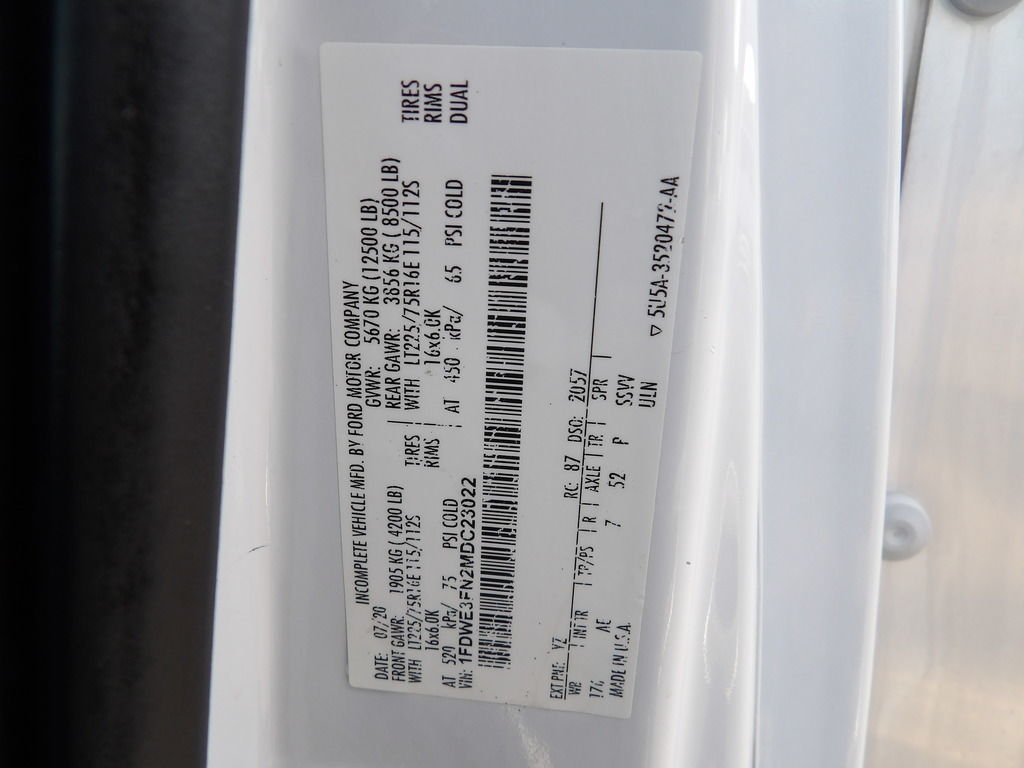 INCOMPLETE VEHICLE MFD. BY FORD MOTOR COMPANY
DATE: 07/20 GVWR: 5670 KG (12500 LB)
FRONT GAWR: 1905 KG ( 4200 LB) REAR GAWR: 3856 KG ( 8500 LB)
WITH LT225/75R16E 115/112S TIRES WITH LT225/75R16E 115/112S TIRES
16x6.0K RIMS 16x6.0K RIMS
AT 520 kPa/ 75 PSI COLD AT 450 kPa/ 65 PSI COLD DUAL
VIN: 1FDWE3FN2MDC23022
EXT PNT: YZ RC: 87 DSO: 2057
WB INT TR TP/PS R AXLE TR SPR
176 AE 7 52 P SSYV
MADE IN U.S.A. ULN